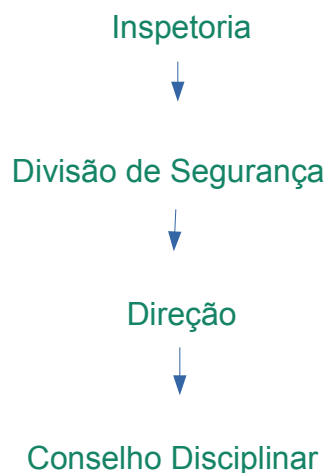 Inspetoria
Divisão de Segurança
Direção
Conselho Disciplinar